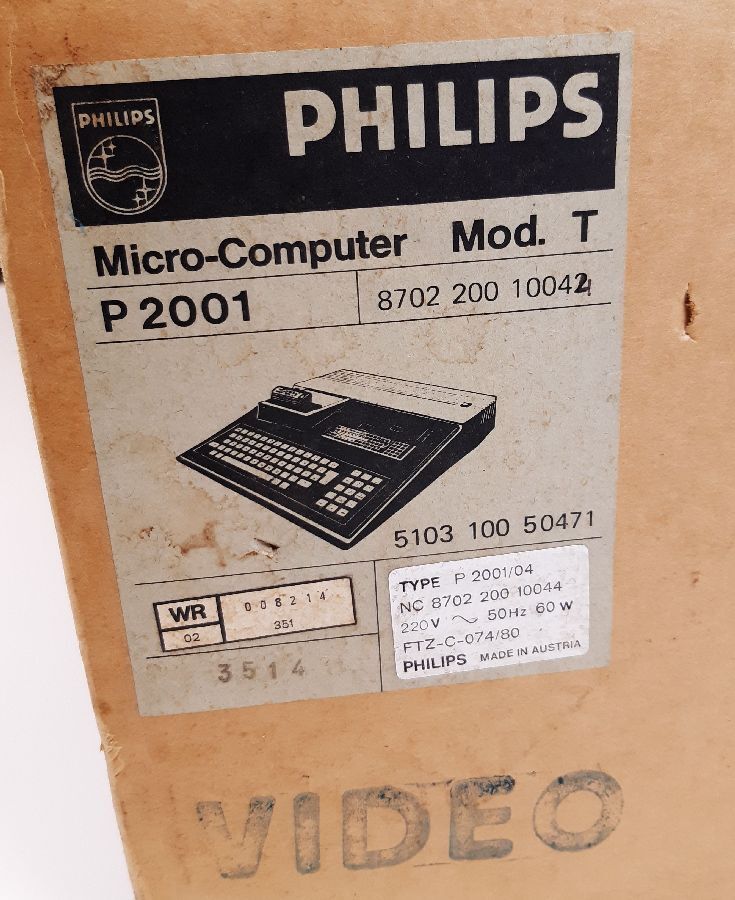 PHILIPS
PHILIPS
Micro-Computer Mod. T
P 2001
8702 200 10042
5103 100 50471
WR
02
008214
351
3514
TYPE P 2001/04
NC 8702 200 10044
220V ~ 50Hz 60W
FTZ-C-074/80
PHILIPS MADE IN AUSTRIA
VIDEO